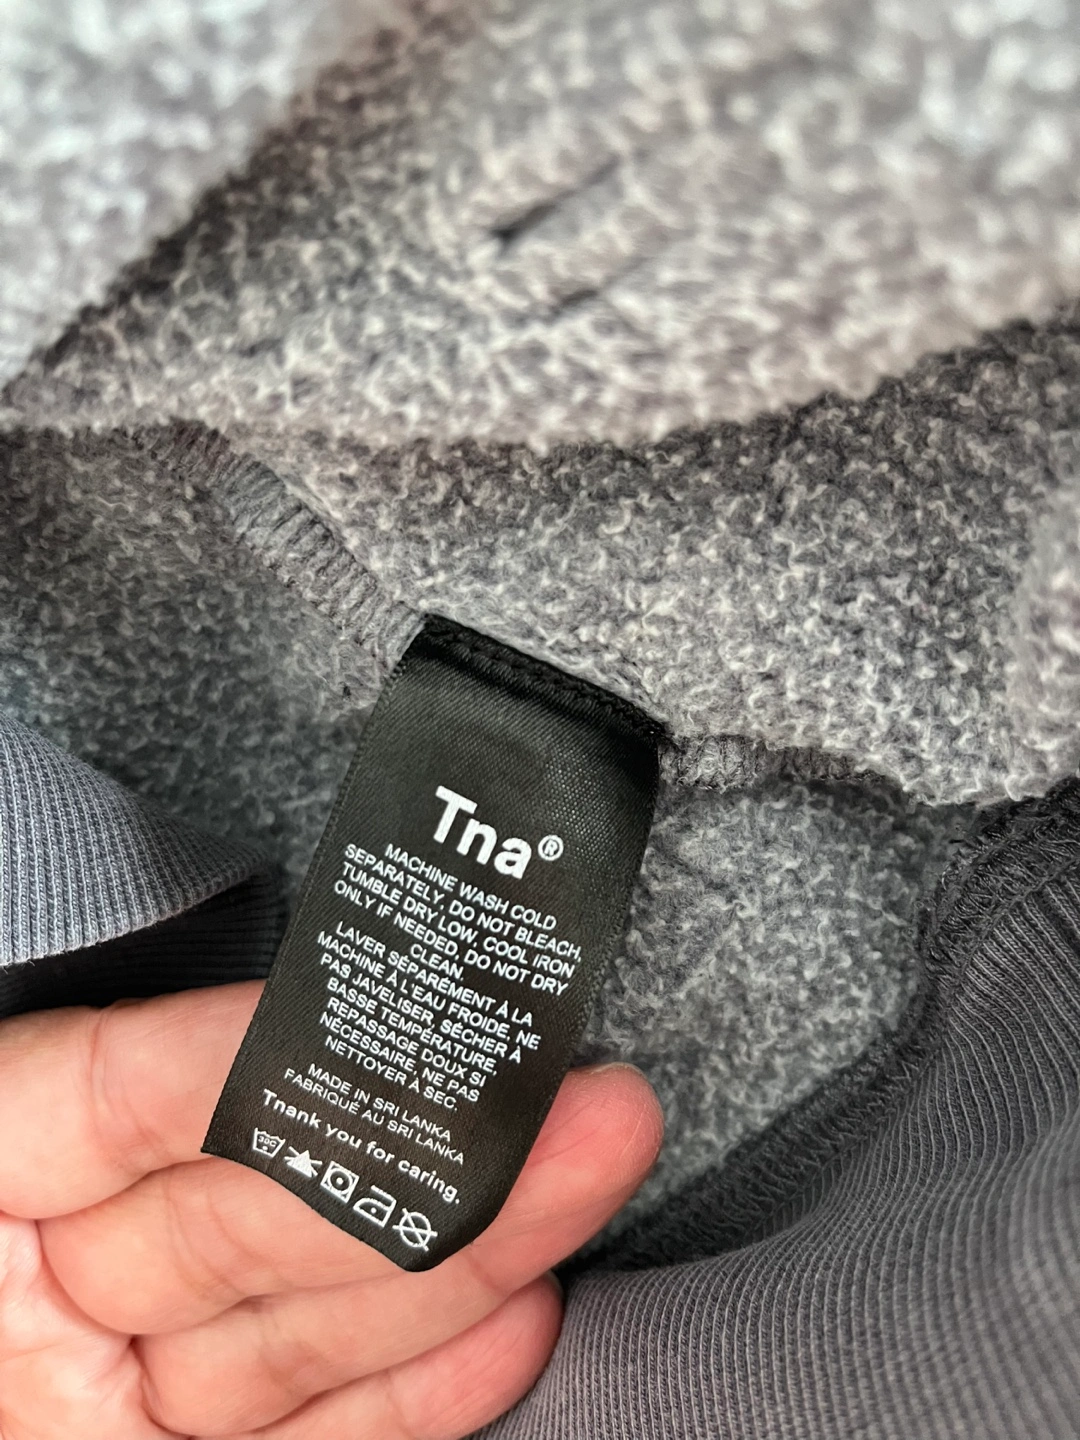 Tna®
MACHINE WASH COLD
SEPARATELY, DO NOT BLEACH,
TUMBLE DRY LOW, COOL IRON
ONLY IF NEEDED, DO NOT DRY
CLEAN.
LAVER SÉPARÉMENT À LA
MACHINE À L'EAU FROIDE, NE
PAS JAVELISER, SÉCHER À
BASSE TEMPÉRATURE,
REPASSAGE DOUX SI
NÉCESSAIRE, NE PAS
NETTOYER À SEC.
MADE IN SRI LANKA
FABRIQUÉ AU SRI LANKA
Tnank you for caring.
30C